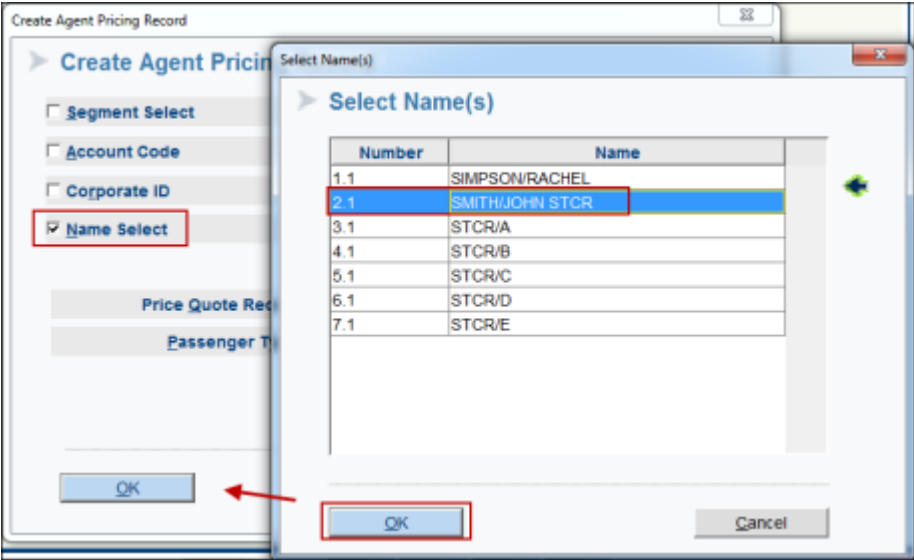 Create Agent Pricing Record
Create Agent Pricin
Segment Select
Account Code
Corporate ID
Name Select
Price Quote Rec
Passenger T
OK
Select Name(s)
Select Name(s)
Number Name
1.1 SIMPSON/RACHEL
2.1 SMITH/JOHN STCR
3.1 STCR/A
4.1 STCR/B
5.1 STCR/C
6.1 STCR/D
7.1 STCR/E
OK Cancel